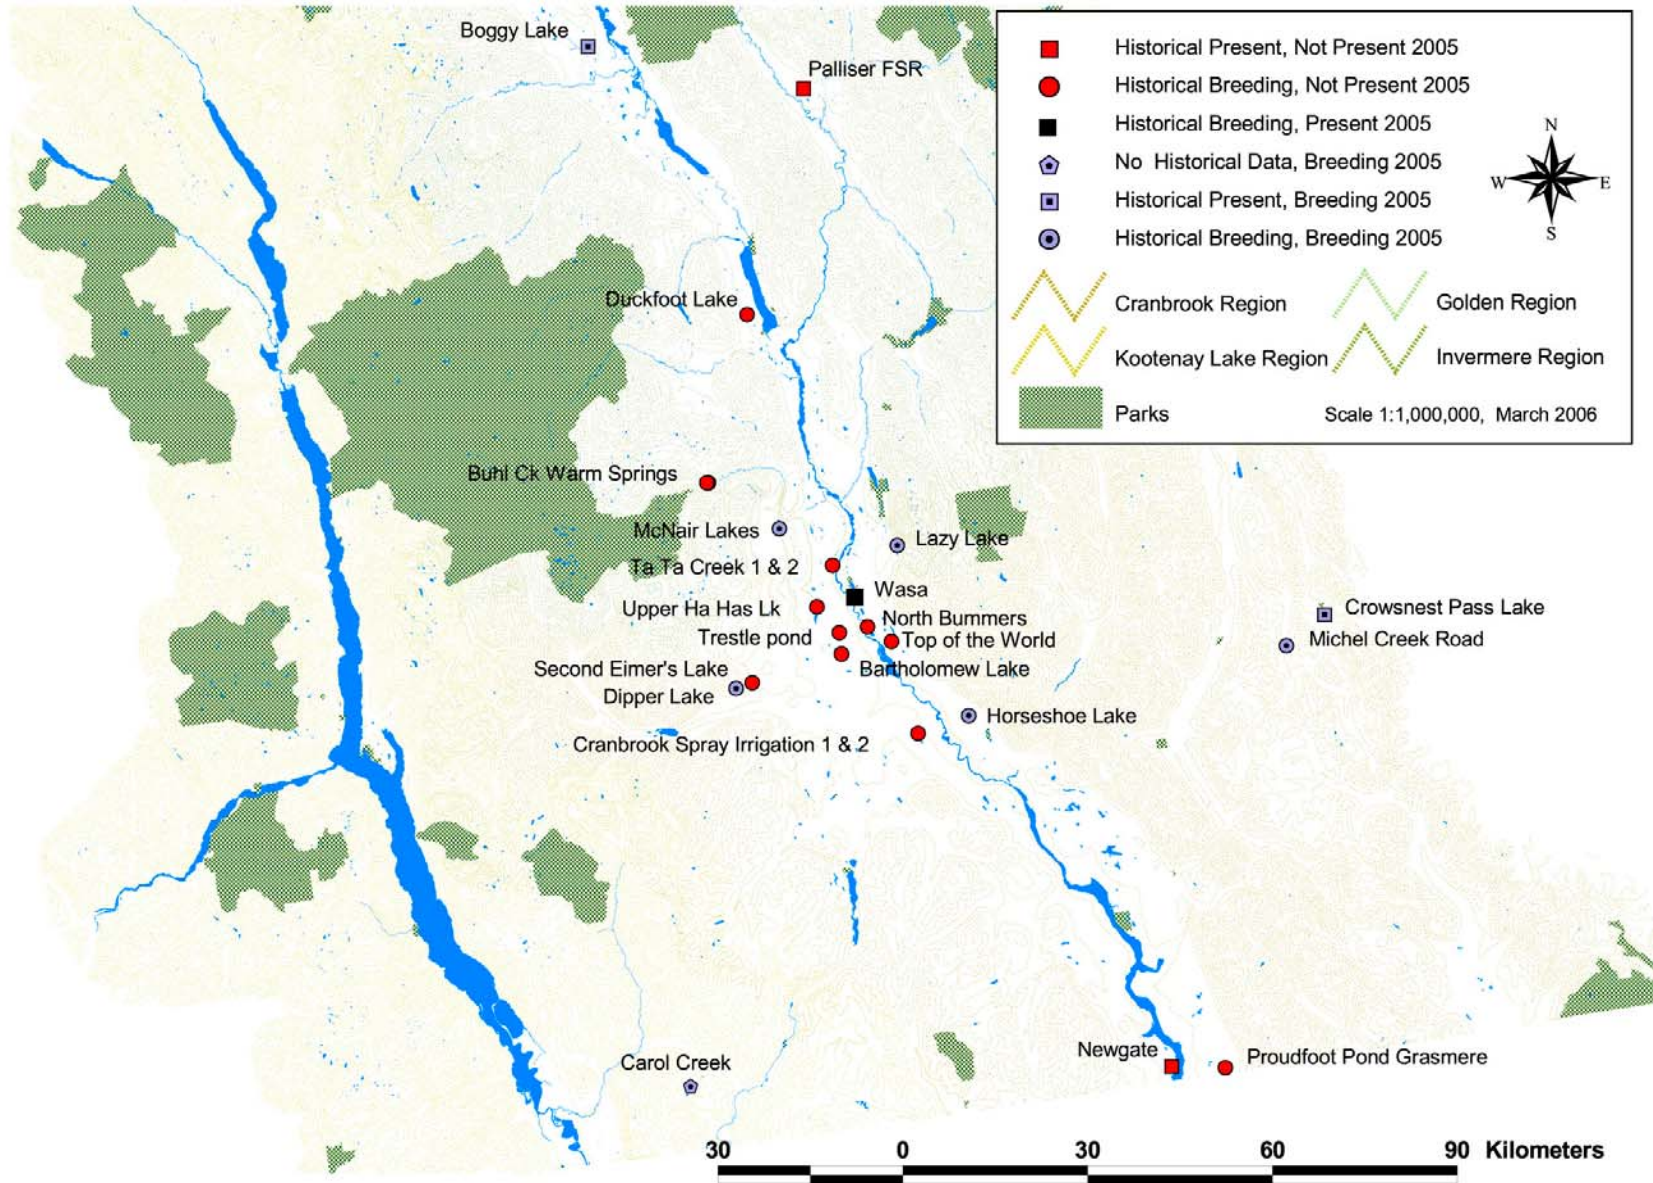 Boggy Lake
Palliser FSR
Historical Present, Not Present 2005
Historical Breeding, Not Present 2005
Historical Breeding, Present 2005
No Historical Data, Breeding 2005
Historical Present, Breeding 2005
Historical Breeding, Breeding 2005
N
W E
S
Cranbrook Region
Golden Region
Kootenay Lake Region
Invermere Region
Parks
Scale 1:1,000,000, March 2006
Duckfoot Lake
Buhl Ck Warm Springs
McNair Lakes
Lazy Lake
Ta Ta Creek 1 & 2
Wasa
Upper Ha Has Lk
North Bummers
Trestle pond
Top of the World
Crowsnest Pass Lake
Michel Creek Road
Second Eimer's Lake
Bartholomew Lake
Dipper Lake
Horseshoe Lake
Cranbrook Spray Irrigation 1 & 2
Newgate
Proudfoot Pond Grasmere
Carol Creek
30 0 30 60 90 Kilometers